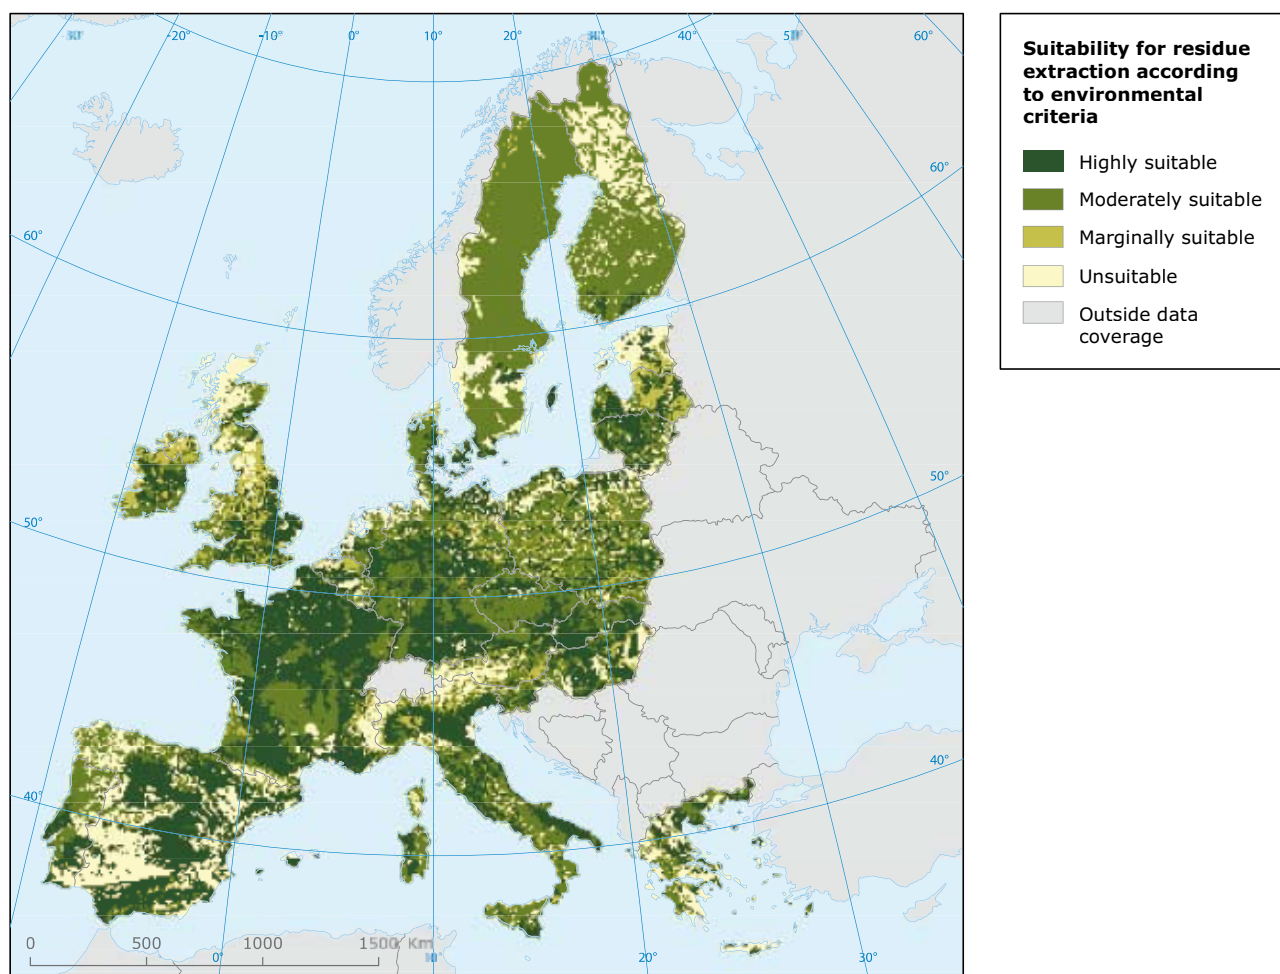 -20°
-10°
0°
10°
20°
40°
60°
60°
60°
50°
50°
40°
40°
0
500
1000
1500 Km
0°
20°
30°
Suitability for residue
extraction according
to environmental
criteria
Highly suitable
Moderately suitable
Marginally suitable
Unsuitable
Outside data
coverage